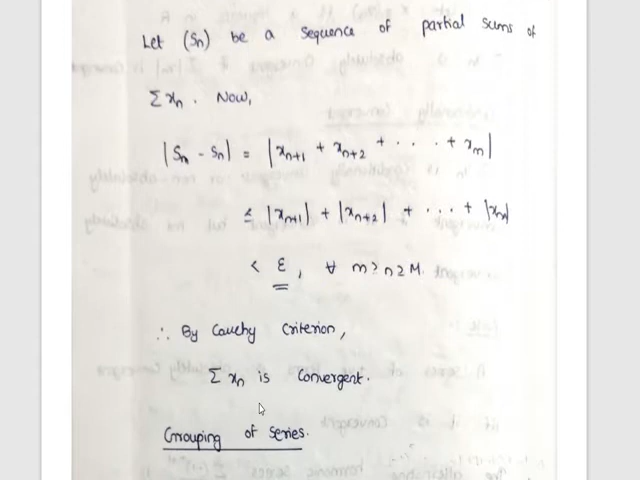 Let (Sn) be a sequence of partial sums of
Σxn. Now,
|Sn - Sn| = |xn+1 + xn+2 + . . . . + xm|
≤ |xn+1| + |xn+2| + . . . + |xm|
< ε, ∀ m > n ≥ M.
∴ By Cauchy criterion,
Σxn is convergent.
Grouping of series.